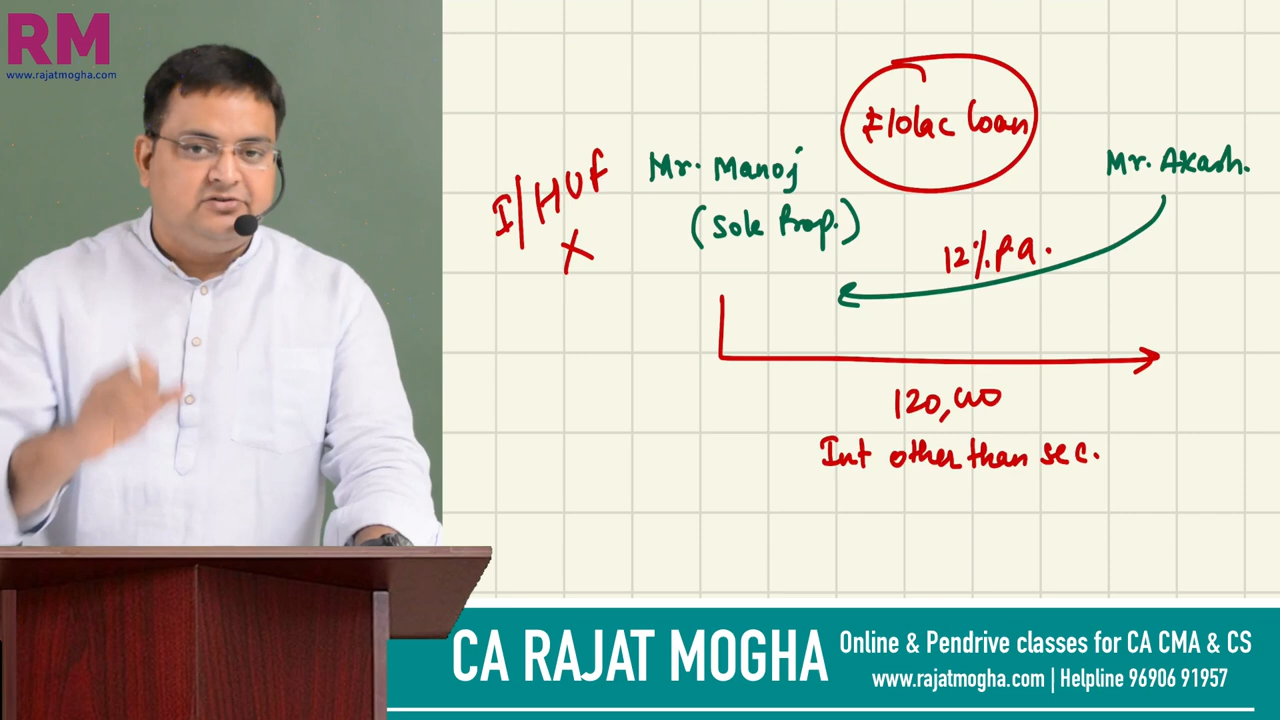 RM
www.rajatmogha.com
₹10lac loan
Mr. Manoj
Mr. Akash.
I/HUF
X
(Sole Prop.)
12% p.a.
120,000
Int other than sec.
CA RAJAT MOGHA
Online & Pendrive classes for CA CMA & CS
www.rajatmogha.com | Helpline 96906 91957